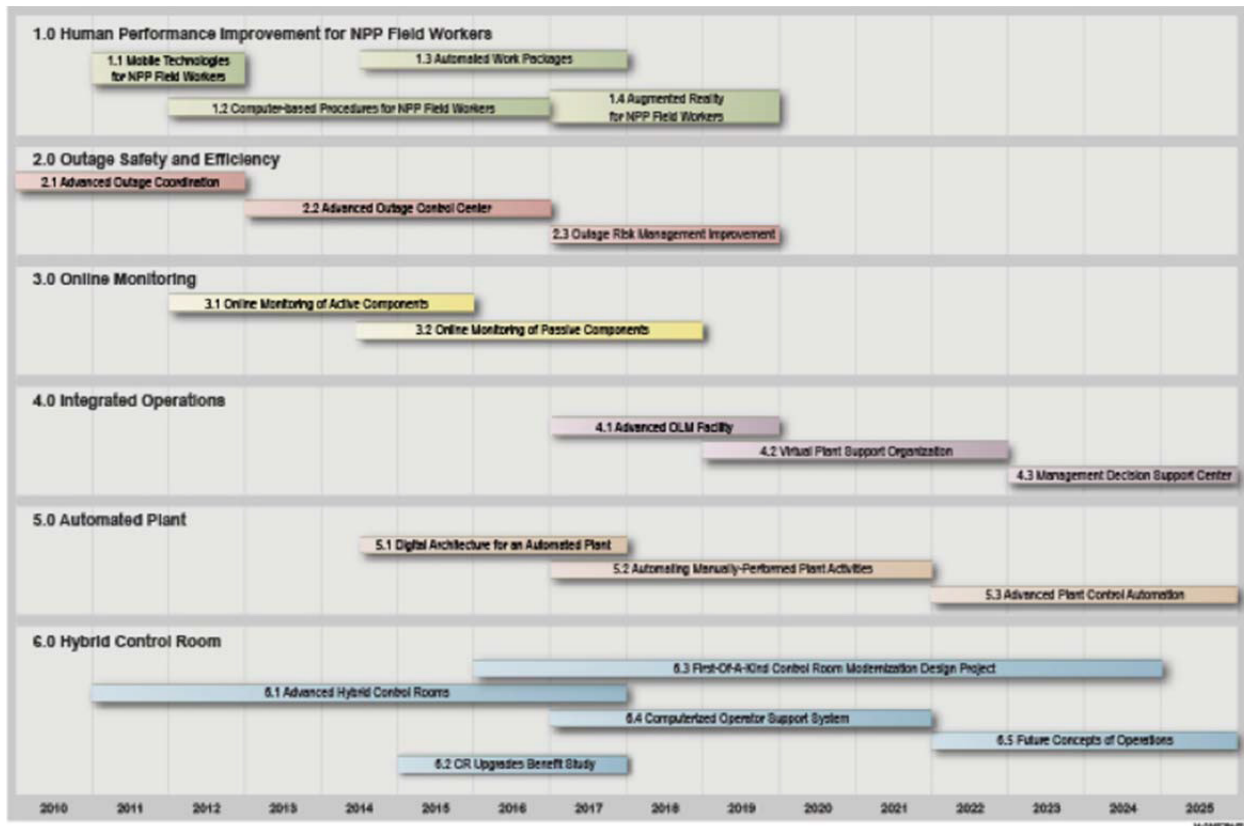 1.0 Human Performance Improvement for NPP Field Workers
1.1 Mobile Technologies
for NPP Field Workers
1.3 Automated Work Packages
1.2 Computer-based Procedures for NPP Field Workers
1.4 Augmented Reality
for NPP Field Workers
2.0 Outage Safety and Efficiency
2.1 Advanced Outage Coordination
2.2 Advanced Outage Control Center
2.3 Outage Risk Management Improvement
3.0 Online Monitoring
3.1 Online Monitoring of Active Components
3.2 Online Monitoring of Passive Components
4.0 Integrated Operations
4.1 Advanced OLM Facility
4.2 Virtual Plant Support Organization
4.3 Management Decision Support Center
5.0 Automated Plant
5.1 Digital Architecture for an Automated Plant
5.2 Automating Manually-Performed Plant Activities
5.3 Advanced Plant Control Automation
6.0 Hybrid Control Room
6.3 First-Of-A-Kind Control Room Modernization Design Project
6.1 Advanced Hybrid Control Rooms
6.4 Computerized Operator Support System
6.5 Future Concepts of Operations
6.2 CR Upgrades Benefit Study
2010 2011 2012 2013 2014 2015 2016 2017 2018 2019 2020 2021 2022 2023 2024 2025